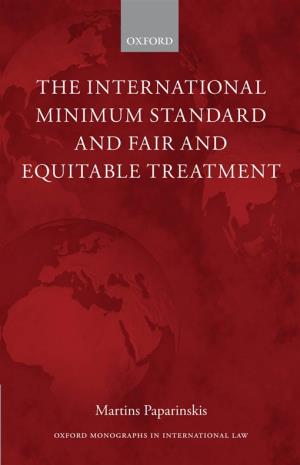 OXFORD
THE INTERNATIONAL
MINIMUM STANDARD
AND FAIR AND
EQUITABLE TREATMENT
Martins Paparinskis
OXFORD MONOGRAPHS IN INTERNATIONAL LAW